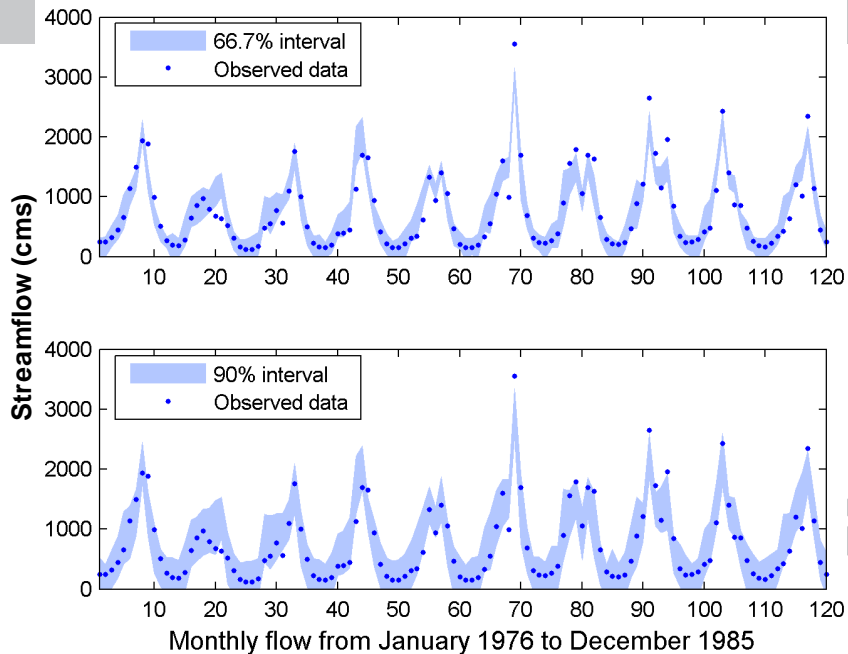 4000
3000
2000
1000
0
66.7% interval
Observed data
10 20 30 40 50 60 70 80 90 100 110 120
Streamflow (cms)
4000
3000
2000
1000
0
90% interval
Observed data
10 20 30 40 50 60 70 80 90 100 110 120
Monthly flow from January 1976 to December 1985